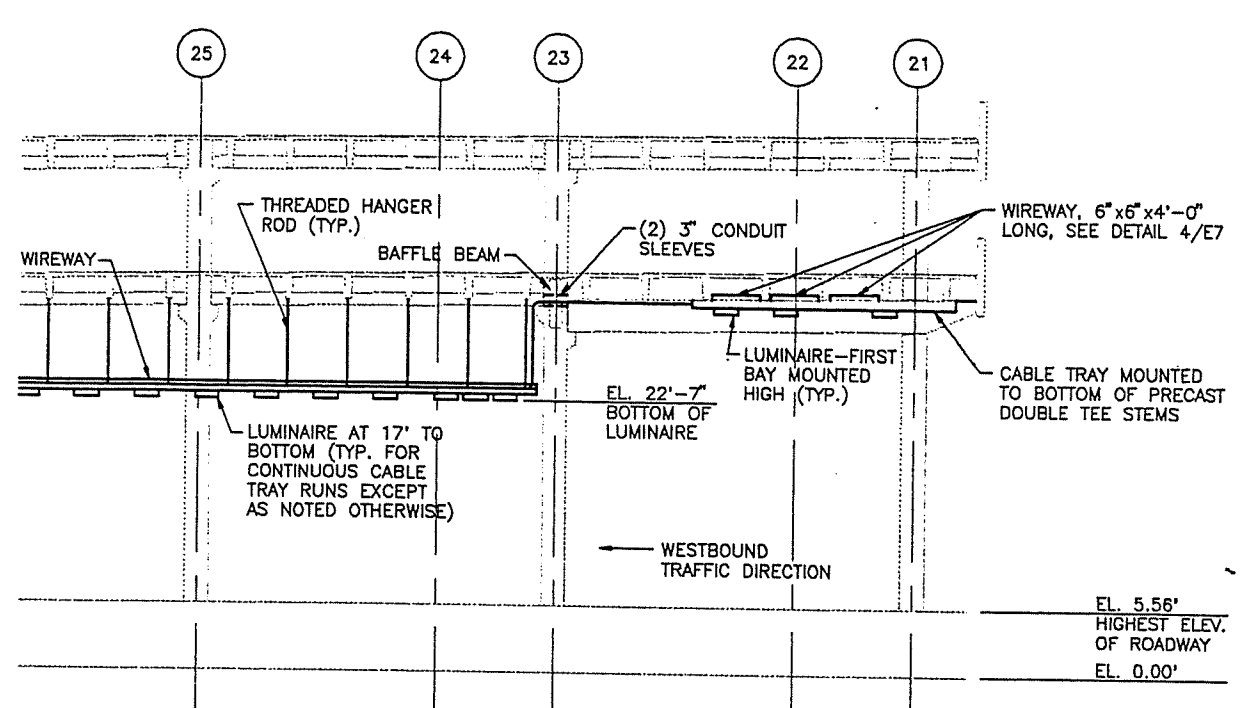 25
24
23
22
21
THREADED HANGER
ROD (TYP.)
(2) 3" CONDUIT
SLEEVES
WIREWAY, 6"x6"x4'-0"
LONG, SEE DETAIL 4/E7
WIREWAY
BAFFLE BEAM
LUMINAIRE-FIRST
BAY MOUNTED
HIGH (TYP.)
CABLE TRAY MOUNTED
TO BOTTOM OF PRECAST
DOUBLE TEE STEMS
EL. 22'-7"
BOTTOM OF
LUMINAIRE
LUMINAIRE AT 17' TO
BOTTOM (TYP. FOR
CONTINUOUS CABLE
TRAY RUNS EXCEPT
AS NOTED OTHERWISE)
WESTBOUND
TRAFFIC DIRECTION
EL. 5.56'
HIGHEST ELEV.
OF ROADWAY
EL. 0.00'